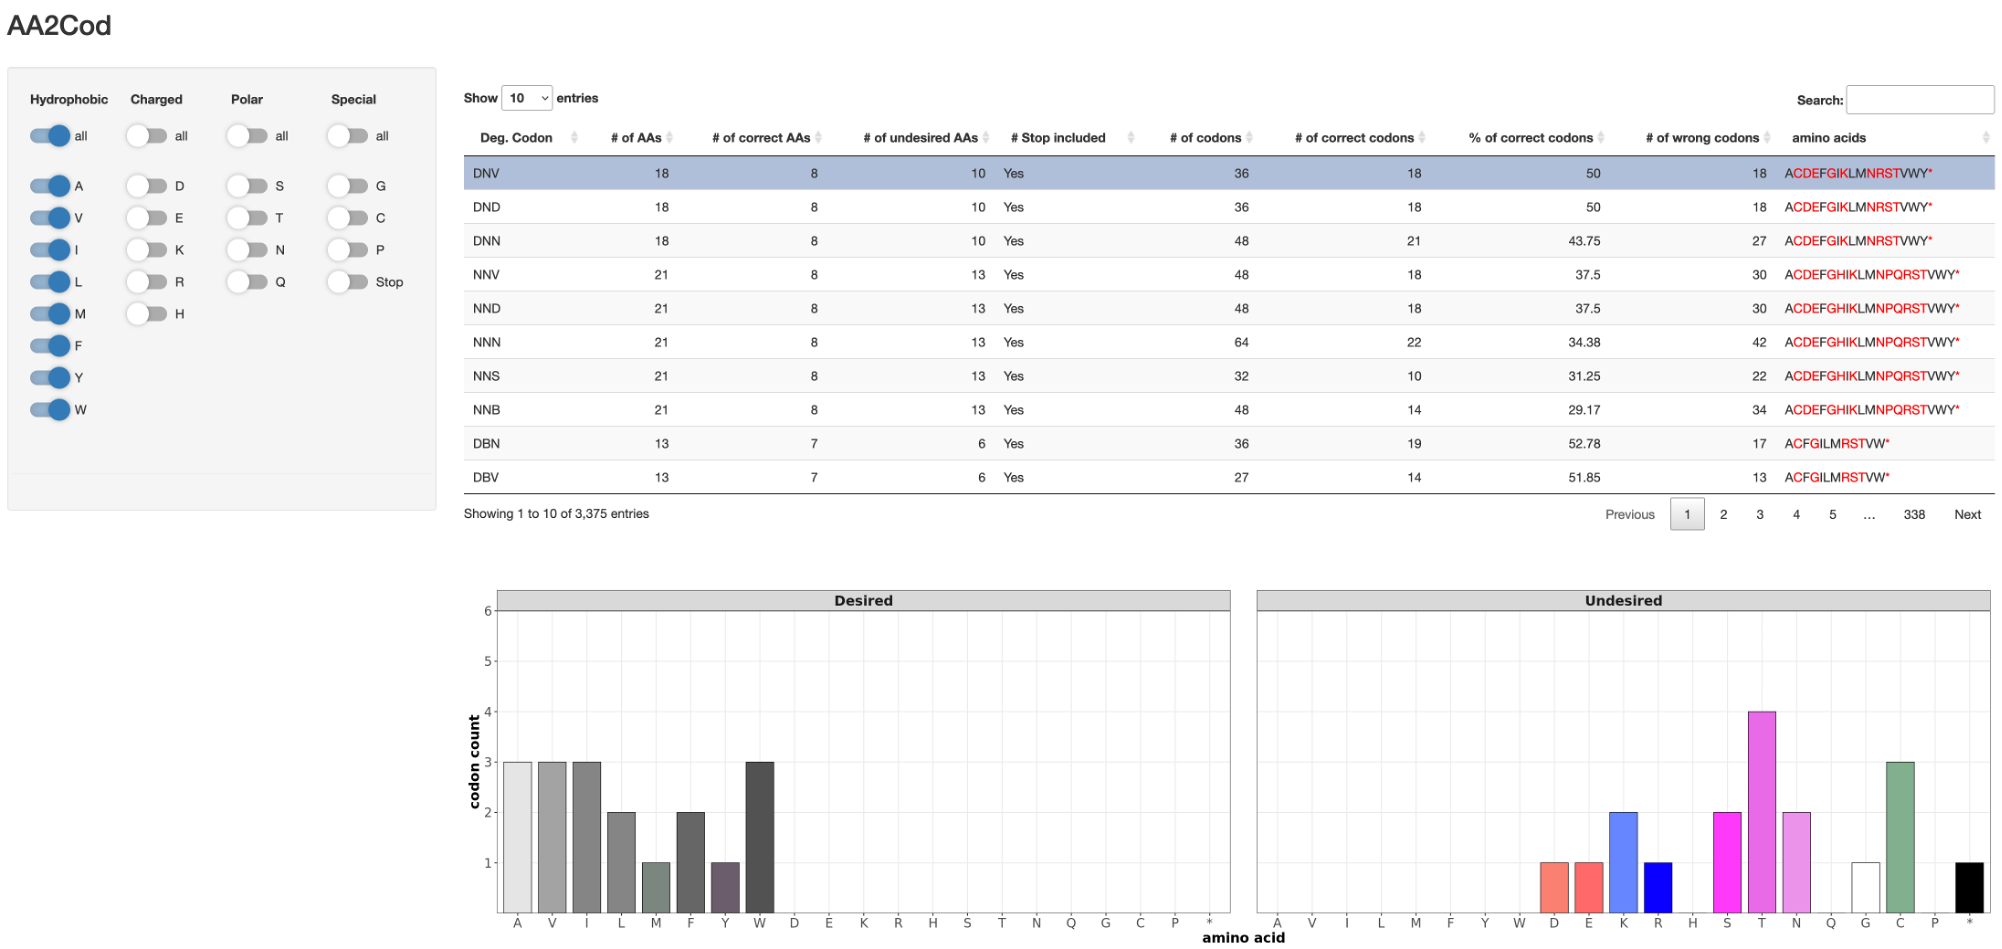 AA2Cod
Hydrophobic Charged Polar Special
all all all all
A D S G
V E T C
I K N P
L R Q Stop
M H
F
Y
W
Show 10 entries
Search:
Deg. Codon # of AAs # of correct AAs # of undesired AAs # Stop included # of codons # of correct codons % of correct codons # of wrong codons amino acids
DNV 18 8 10 Yes 36 18 50 18 ACDEFGIKLMNRSTVWY*
DND 18 8 10 Yes 36 18 50 18 ACDEFGIKLMNRSTVWY*
DNN 18 8 10 Yes 48 21 43.75 27 ACDEFGIKLMNRSTVWY*
NNV 21 8 13 Yes 48 18 37.5 30 ACDEFGHIKLMNPQRSTVWY*
NND 21 8 13 Yes 48 18 37.5 30 ACDEFGHIKLMNPQRSTVWY*
NNN 21 8 13 Yes 64 22 34.38 42 ACDEFGHIKLMNPQRSTVWY*
NNS 21 8 13 Yes 32 10 31.25 22 ACDEFGHIKLMNPQRSTVWY*
NNB 21 8 13 Yes 48 14 29.17 34 ACDEFGHIKLMNPQRSTVWY*
DBN 13 7 6 Yes 36 19 52.78 17 ACFGILMRSTVW*
DBV 13 7 6 Yes 27 14 51.85 13 ACFGILMRSTVW*
Showing 1 to 10 of 3,375 entries
Previous 1 2 3 4 5 … 338 Next
Desired Undesired
6
5
4
3
2
1
codon count
A V I L M F Y W D E K R H S T N Q G C P *
A V I L M F Y W D E K R H S T N Q G C P *
amino acid